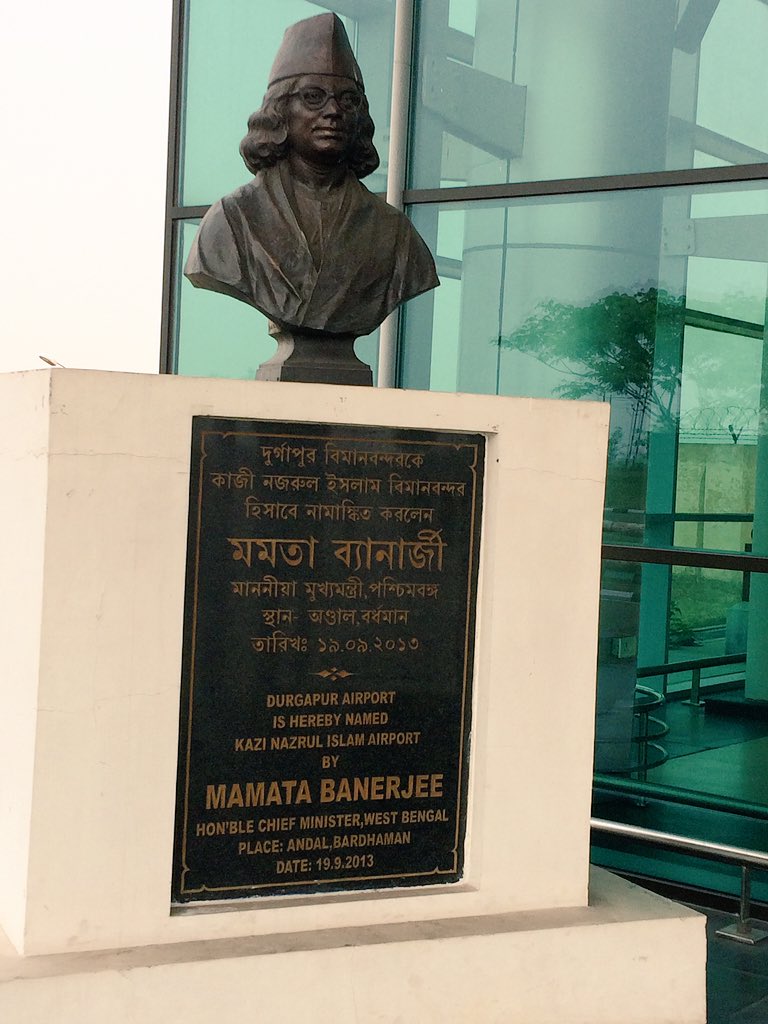 দুর্গাপুর বিমানবন্দরকে
কাজী নজরুল ইসলাম বিমানবন্দর
হিসাবে নামাঙ্কিত করলেন
মমতা ব্যানার্জী
মাননীয়া মুখ্যমন্ত্রী,পশ্চিমবঙ্গ
স্থান- অণ্ডাল,বর্ধমান
তারিখঃ ১৯.০৯.২০১৩
DURGAPUR AIRPORT
IS HEREBY NAMED
KAZI NAZRUL ISLAM AIRPORT
BY
MAMATA BANERJEE
HON'BLE CHIEF MINISTER,WEST BENGAL
PLACE: ANDAL,BARDHAMAN
DATE: 19.9.2013